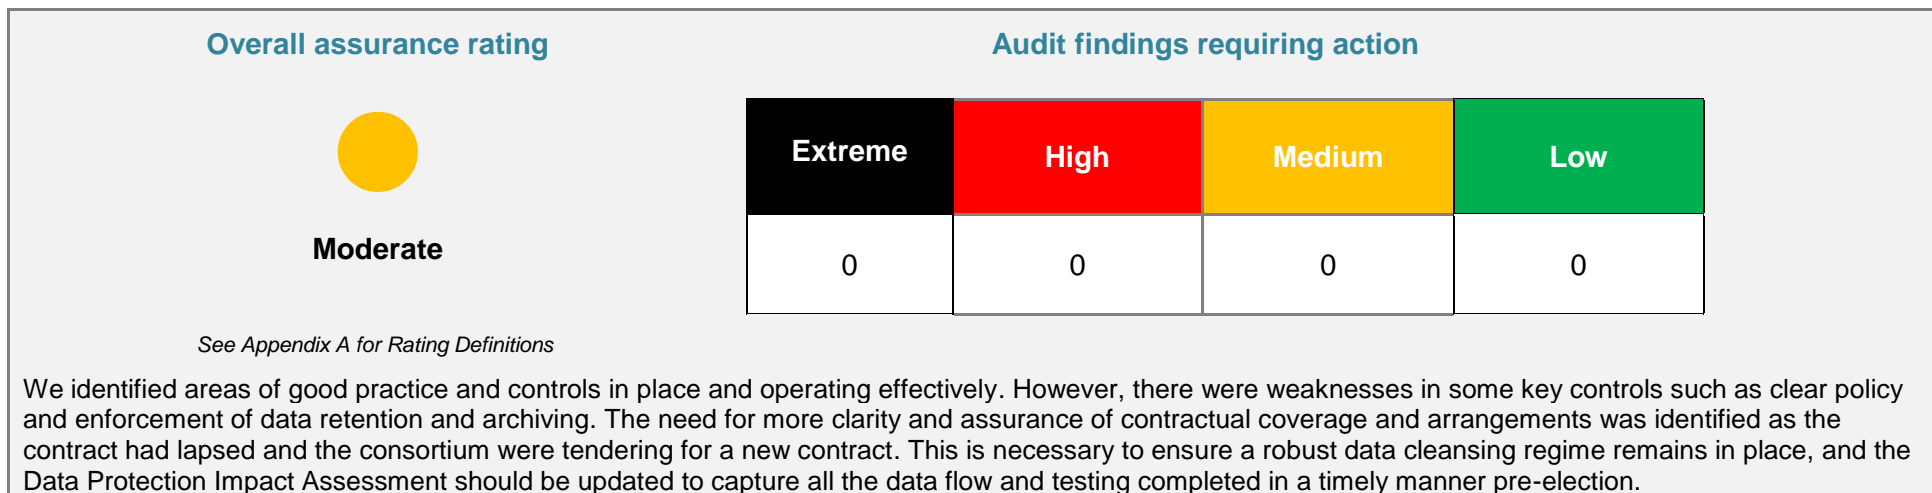 Overall assurance rating
Audit findings requiring action
Extreme High Medium Low
Moderate
0 0 0 0
See Appendix A for Rating Definitions
We identified areas of good practice and controls in place and operating effectively. However, there were weaknesses in some key controls such as clear policy
and enforcement of data retention and archiving. The need for more clarity and assurance of contractual coverage and arrangements was identified as the
contract had lapsed and the consortium were tendering for a new contract. This is necessary to ensure a robust data cleansing regime remains in place, and the
Data Protection Impact Assessment should be updated to capture all the data flow and testing completed in a timely manner pre-election.